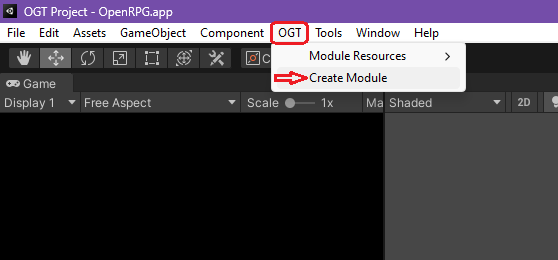 OGT Project - OpenRPG.app
File Edit Assets GameObject Component OGT Tools Window Help
Module Resources
Create Module
Game
Display 1 Free Aspect Scale 1x Ma Shaded 2D